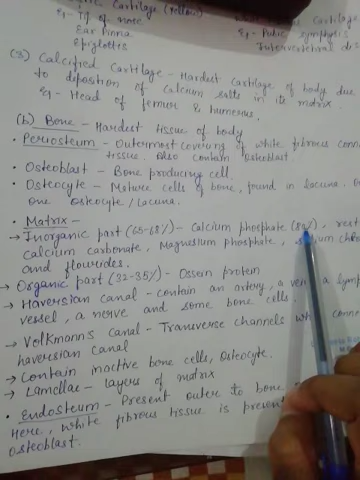 Cartilage (Yellow)
Eg - Tip of nose
Ear Pinna
Epiglottis
Cartilage
Eg - Pubic symphysis
Intervertebral
(3) Calcified Cartilage - Hardest Cartilage of body due
to deposition of Calcium salts in its matrix.
Eg - Head of femur & humerus.
(b) Bone - Hardest tissue of body
• Periosteum - Outermost covering of white fibrous
tissue. Also contain osteoblast.
• Osteoblast - Bone producing cell.
• Osteocyte - Mature cells of bone, found in lacuna.
one osteocyte / lacuna.
• Matrix -
→ Inorganic part (65-68%) - Calcium phosphate (80%), rest
calcium carbonate, Magnesium phosphate,
and flourides.
→ Organic part (32-35%) - Ossein protein
→ Haversian canal - contain an artery, a vein, a
vessel, a nerve and some bone cells.
→ Volkmann's Canal - Transverse channels
haversian canal
→ Contain inactive bone cells, Osteocyte.
→ Lamellae - layers of matrix
• Endosteum - Present outer to bone
Here, white fibrous tissue is present
osteoblast.